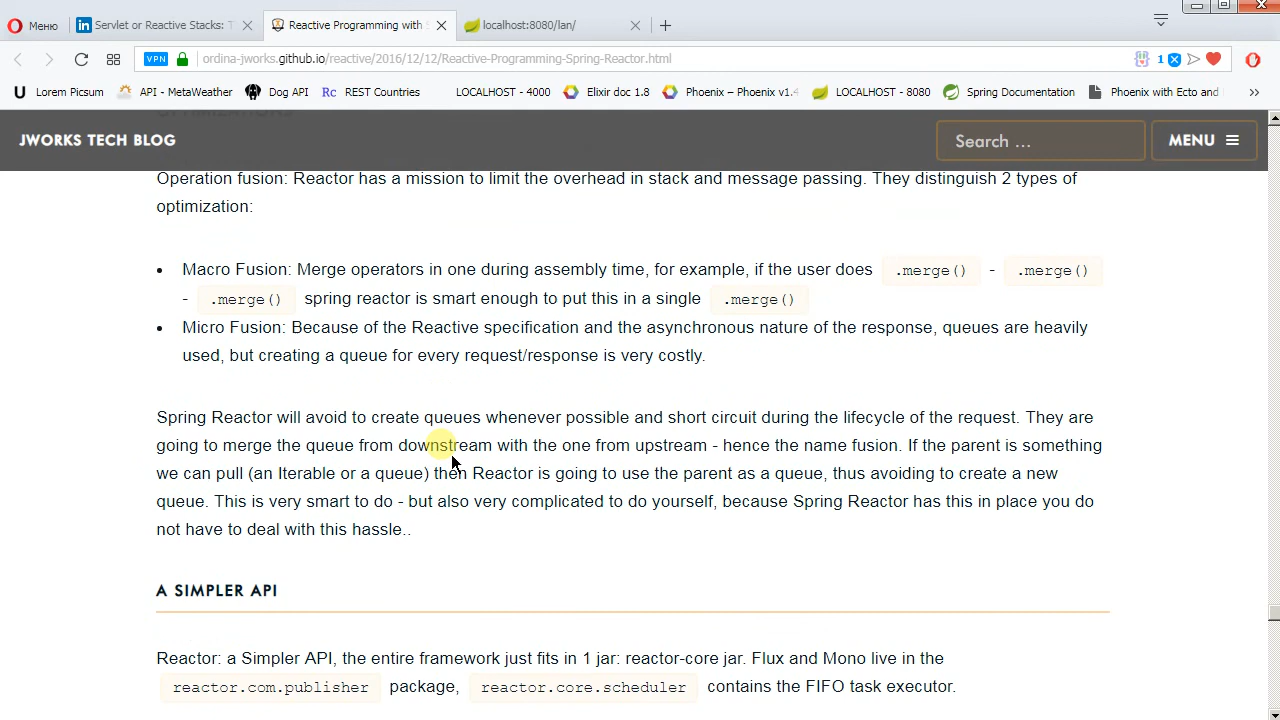 Меню
Servlet or Reactive Stacks: T
Reactive Programming with S
localhost:8080/lan/
VPN
ordina-jworks.github.io/reactive/2016/12/12/Reactive-Programming-Spring-Reactor.html
1
Lorem Picsum
API - MetaWeather
Dog API
Rc REST Countries
LOCALHOST - 4000
Elixir doc 1.8
Phoenix – Phoenix v1.4
LOCALHOST - 8080
Spring Documentation
Phoenix with Ecto and
JWORKS TECH BLOG
Search ...
MENU
OPTIMIZATIONS
Operation fusion: Reactor has a mission to limit the overhead in stack and message passing. They distinguish 2 types of
optimization:
• Macro Fusion: Merge operators in one during assembly time, for example, if the user does .merge() - .merge()
- .merge() spring reactor is smart enough to put this in a single .merge()
• Micro Fusion: Because of the Reactive specification and the asynchronous nature of the response, queues are heavily
used, but creating a queue for every request/response is very costly.
Spring Reactor will avoid to create queues whenever possible and short circuit during the lifecycle of the request. They are
going to merge the queue from downstream with the one from upstream - hence the name fusion. If the parent is something
we can pull (an Iterable or a queue) then Reactor is going to use the parent as a queue, thus avoiding to create a new
queue. This is very smart to do - but also very complicated to do yourself, because Spring Reactor has this in place you do
not have to deal with this hassle..
A SIMPLER API
Reactor: a Simpler API, the entire framework just fits in 1 jar: reactor-core jar. Flux and Mono live in the
reactor.com.publisher package, reactor.core.scheduler contains the FIFO task executor.